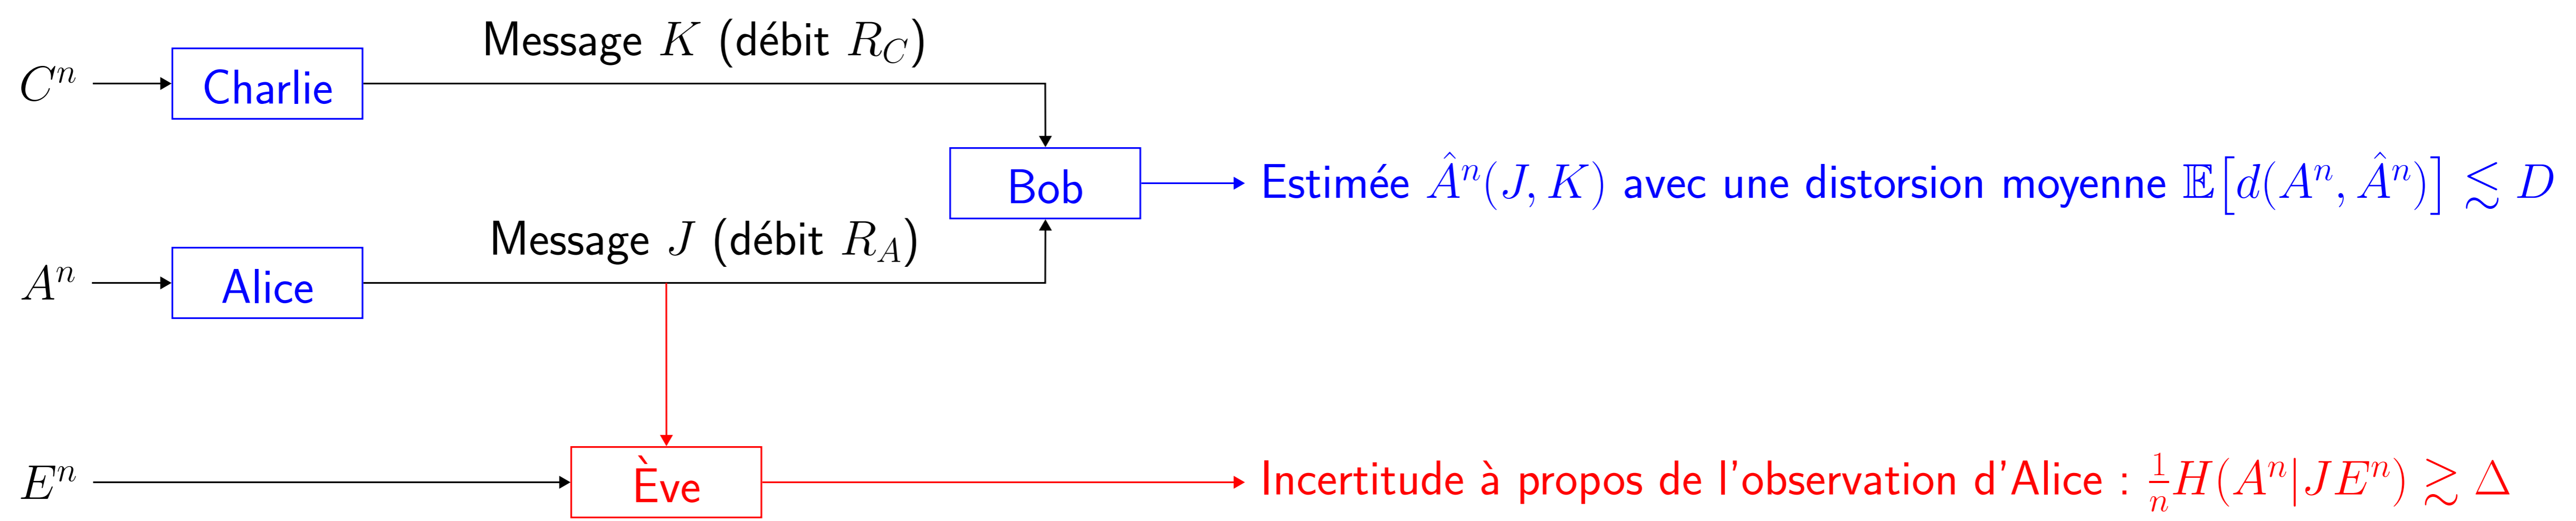 Message K (débit R_C)
C^n
Charlie
Bob
Estimée Â^n(J, K) avec une distorsion moyenne 𝔼[d(A^n, Â^n)] ≲ D
Message J (débit R_A)
A^n
Alice
E^n
Ève
Incertitude à propos de l'observation d'Alice : 1/n H(A^n|JE^n) ≳ Δ